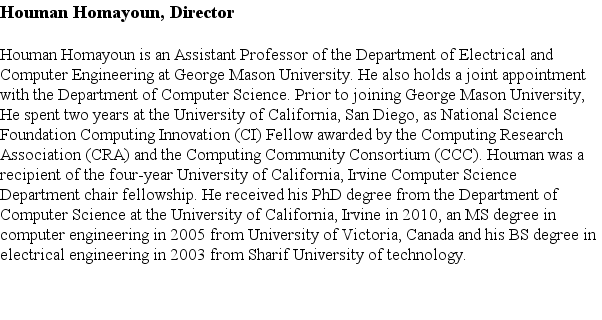 Houman Homayoun, Director
Houman Homayoun is an Assistant Professor of the Department of Electrical and
Computer Engineering at George Mason University. He also holds a joint appointment
with the Department of Computer Science. Prior to joining George Mason University,
He spent two years at the University of California, San Diego, as National Science
Foundation Computing Innovation (CI) Fellow awarded by the Computing Research
Association (CRA) and the Computing Community Consortium (CCC). Houman was a
recipient of the four-year University of California, Irvine Computer Science
Department chair fellowship. He received his PhD degree from the Department of
Computer Science at the University of California, Irvine in 2010, an MS degree in
computer engineering in 2005 from University of Victoria, Canada and his BS degree in
electrical engineering in 2003 from Sharif University of technology.